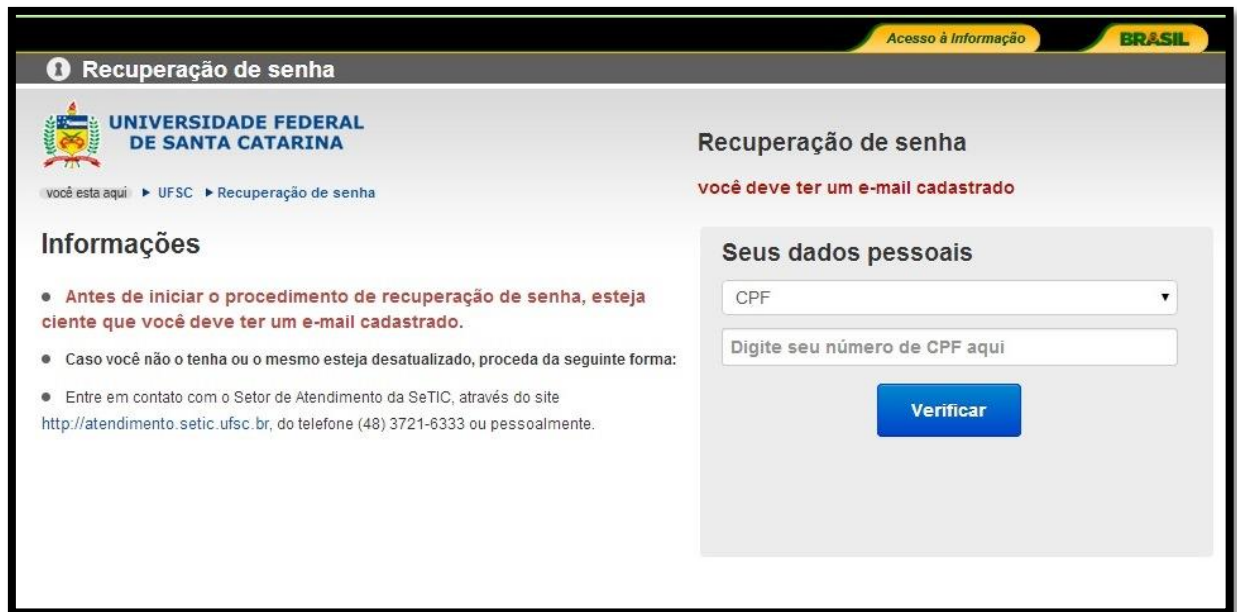 Acesso à Informação
BRASIL
Recuperação de senha
UNIVERSIDADE FEDERAL
DE SANTA CATARINA
você esta aqui ▶ UFSC ▶ Recuperação de senha
Informações
● Antes de iniciar o procedimento de recuperação de senha, esteja
ciente que você deve ter um e-mail cadastrado.
● Caso você não o tenha ou o mesmo esteja desatualizado, proceda da seguinte forma:
● Entre em contato com o Setor de Atendimento da SeTIC, através do site
http://atendimento.setic.ufsc.br, do telefone (48) 3721-6333 ou pessoalmente.
Recuperação de senha
você deve ter um e-mail cadastrado
Seus dados pessoais
CPF
Digite seu número de CPF aqui
Verificar